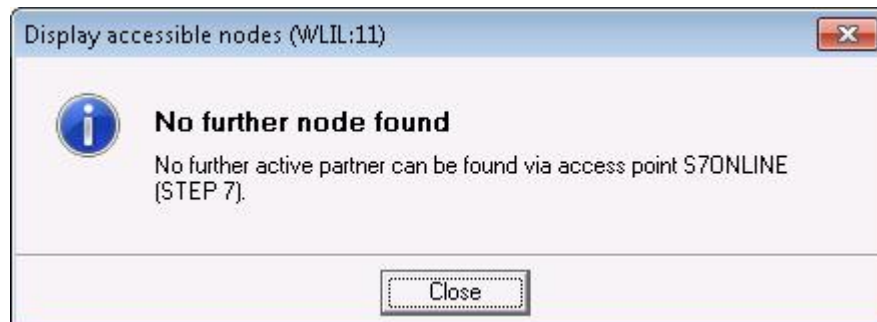 Display accessible nodes (WLIL:11)
No further node found
No further active partner can be found via access point S7ONLINE
(STEP 7).
Close